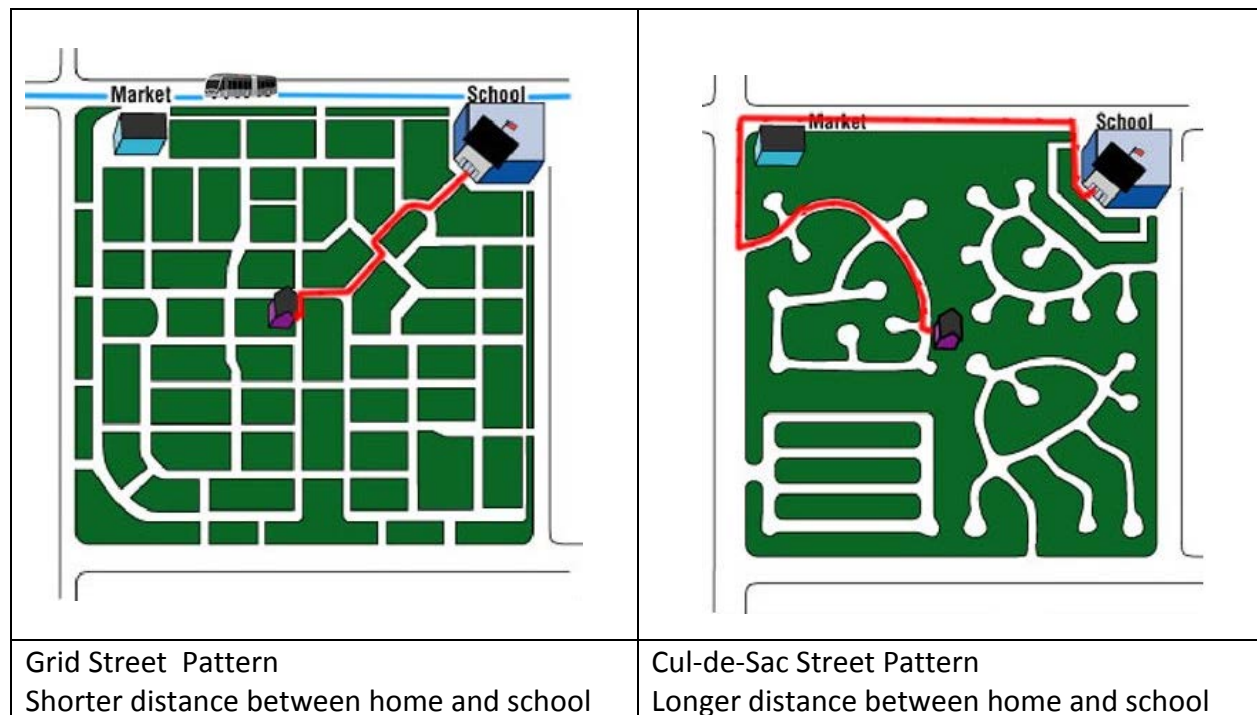 Market
School
Market
School
Grid Street Pattern
Shorter distance between home and school
Cul-de-Sac Street Pattern
Longer distance between home and school